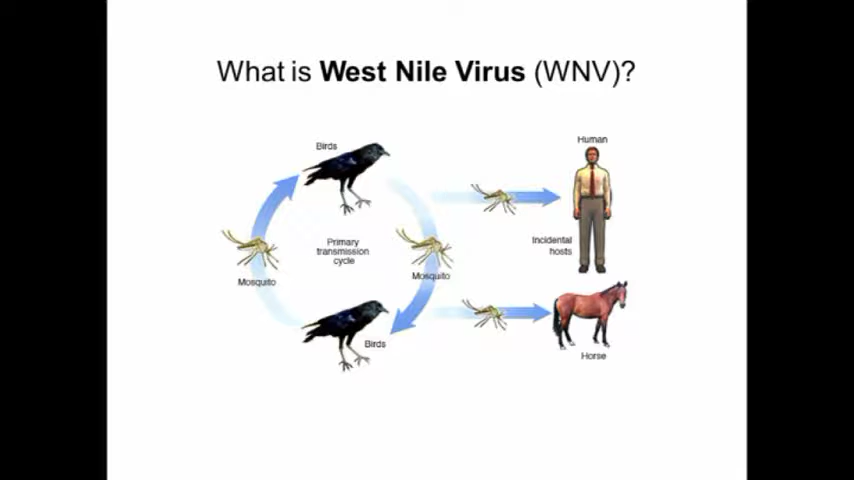 What is West Nile Virus (WNV)?
Birds
Human
Primary
transmission
cycle
Incidental
hosts
Mosquito
Mosquito
Birds
Horse